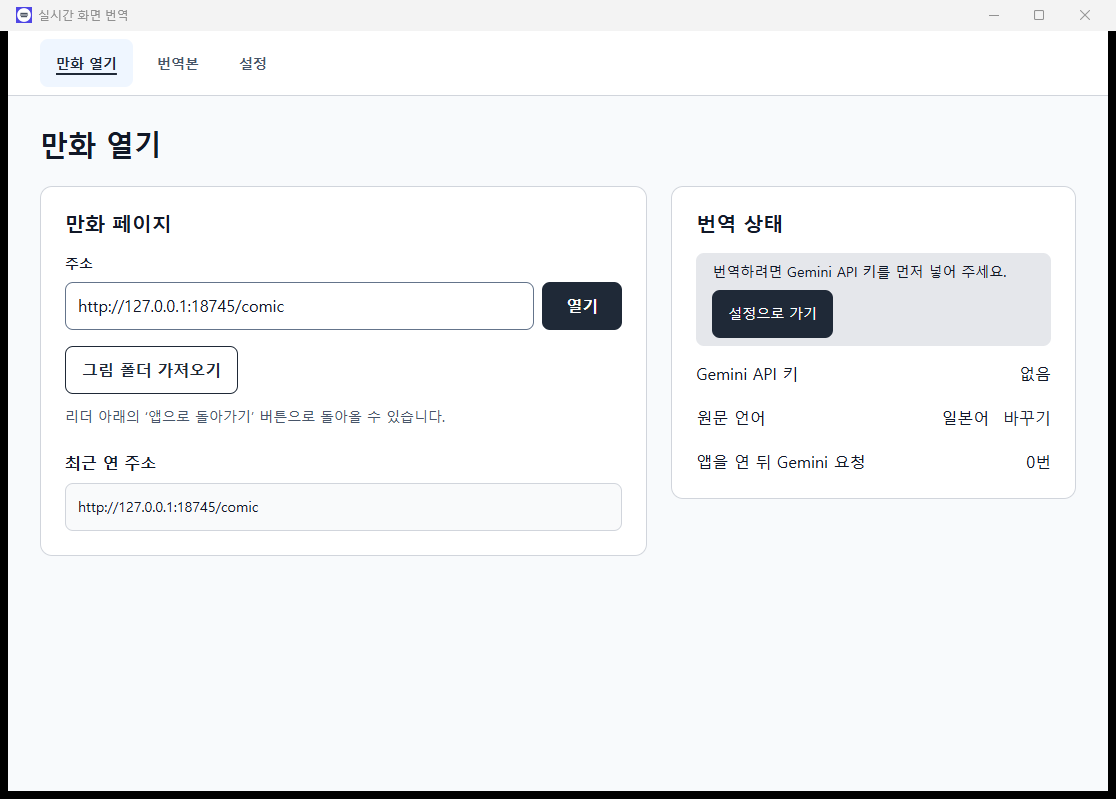 실시간 화면 번역
만화 열기
번역본
설정
만화 열기
만화 페이지
주소
http://127.0.0.1:18745/comic
열기
그림 폴더 가져오기
리더 아래의 ‘앱으로 돌아가기’ 버튼으로 돌아올 수 있습니다.
최근 연 주소
http://127.0.0.1:18745/comic
번역 상태
번역하려면 Gemini API 키를 먼저 넣어 주세요.
설정으로 가기
Gemini API 키 없음
원문 언어 일본어 바꾸기
앱을 연 뒤 Gemini 요청 0번